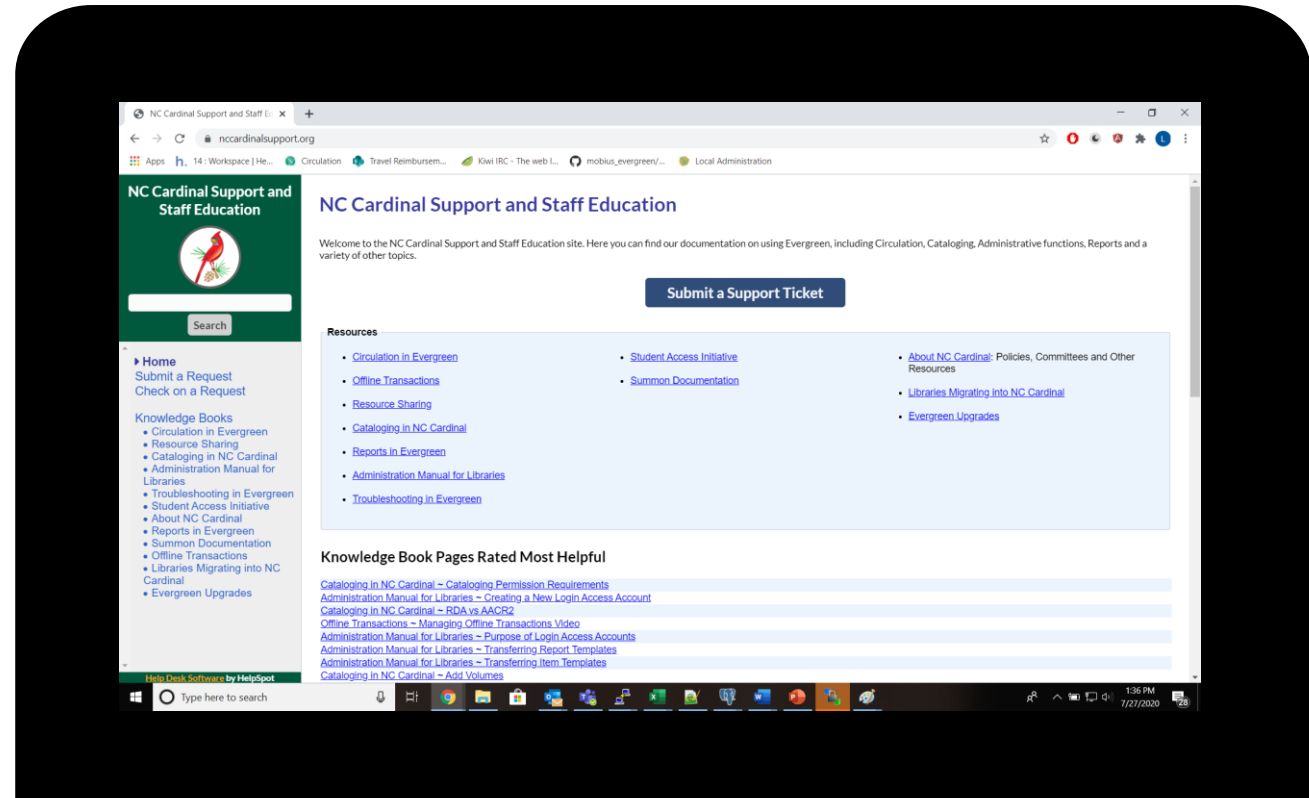 NC Cardinal Support and Staff Ed
nccardinalsupport.org
Apps
14 : Workspace | He...
Circulation
Travel Reimbursem...
Kiwi IRC - The web I...
mobius_evergreen/...
Local Administration
NC Cardinal Support and
Staff Education
Search
Home
Submit a Request
Check on a Request
Knowledge Books
• Circulation in Evergreen
• Resource Sharing
• Cataloging in NC Cardinal
• Administration Manual for
Libraries
• Troubleshooting in Evergreen
• Student Access Initiative
• About NC Cardinal
• Reports in Evergreen
• Summon Documentation
• Offline Transactions
• Libraries Migrating into NC
Cardinal
• Evergreen Upgrades
Help Desk Software by HelpSpot
NC Cardinal Support and Staff Education
Welcome to the NC Cardinal Support and Staff Education site. Here you can find our documentation on using Evergreen, including Circulation, Cataloging, Administrative functions, Reports and a
variety of other topics.
Submit a Support Ticket
Resources
• Circulation in Evergreen
• Offline Transactions
• Resource Sharing
• Cataloging in NC Cardinal
• Reports in Evergreen
• Administration Manual for Libraries
• Troubleshooting in Evergreen
• Student Access Initiative
• Summon Documentation
• About NC Cardinal: Policies, Committees and Other
Resources
• Libraries Migrating into NC Cardinal
• Evergreen Upgrades
Knowledge Book Pages Rated Most Helpful
Cataloging in NC Cardinal ~ Cataloging Permission Requirements
Administration Manual for Libraries ~ Creating a New Login Access Account
Cataloging in NC Cardinal ~ RDA vs AACR2
Offline Transactions ~ Managing Offline Transactions Video
Administration Manual for Libraries ~ Purpose of Login Access Accounts
Administration Manual for Libraries ~ Transferring Report Templates
Administration Manual for Libraries ~ Transferring Item Templates
Cataloging in NC Cardinal ~ Add Volumes
Type here to search
1:36 PM
7/27/2020
28